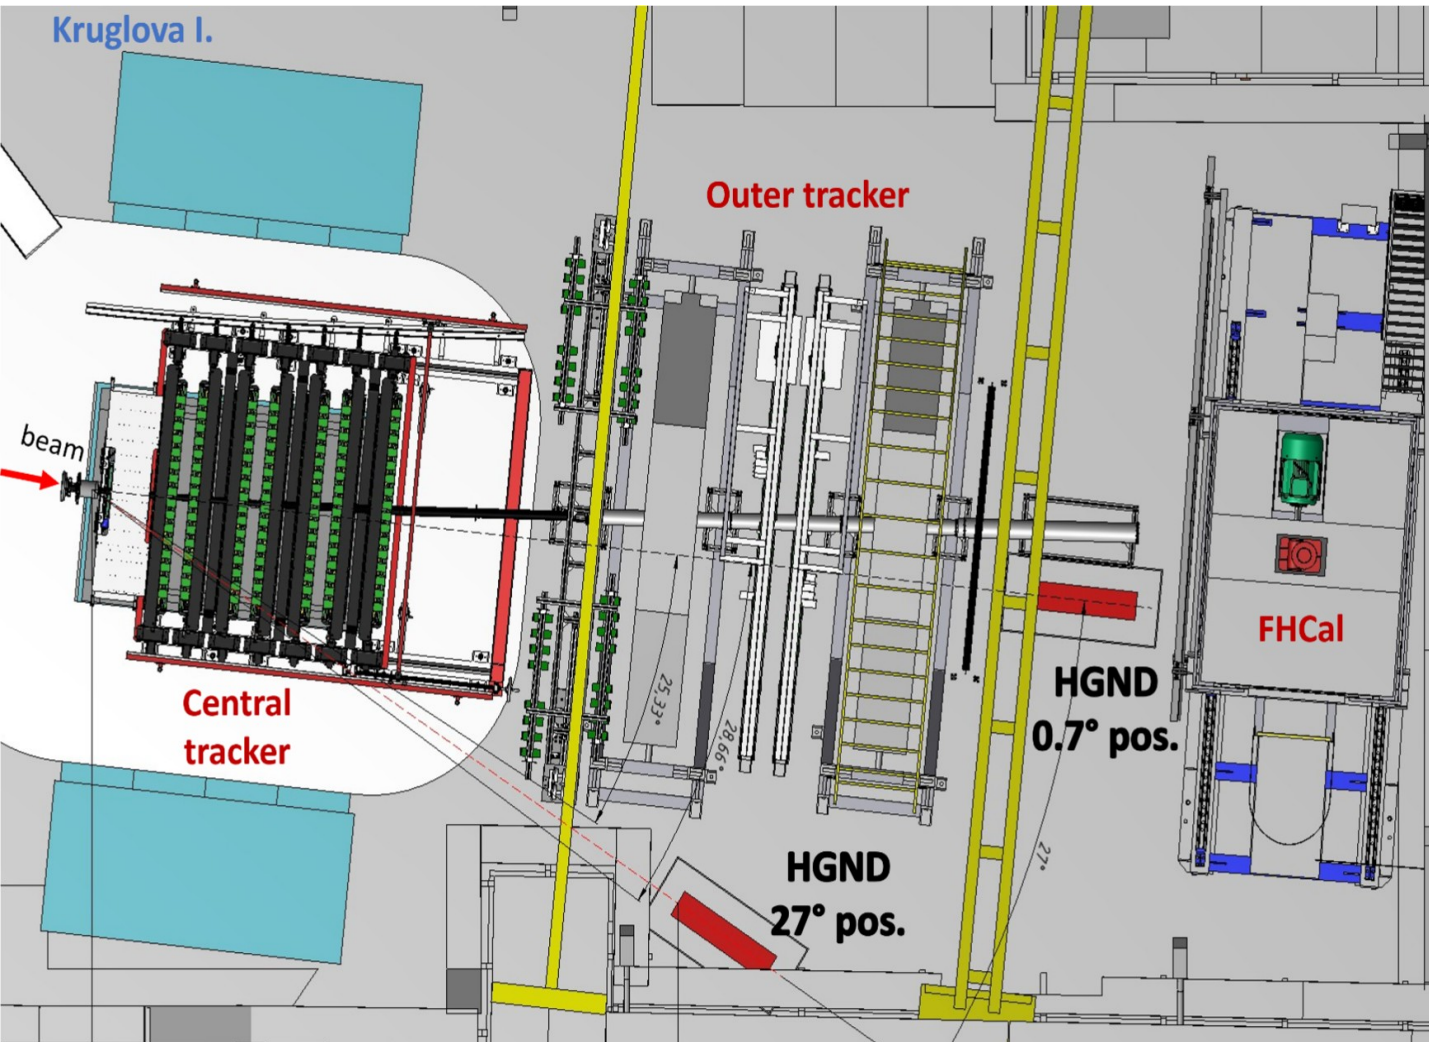 Kruglova I.
Outer tracker
beam
FHCal
HGND
0.7° pos.
Central
tracker
25,33°
28,66°
27°
HGND
27° pos.